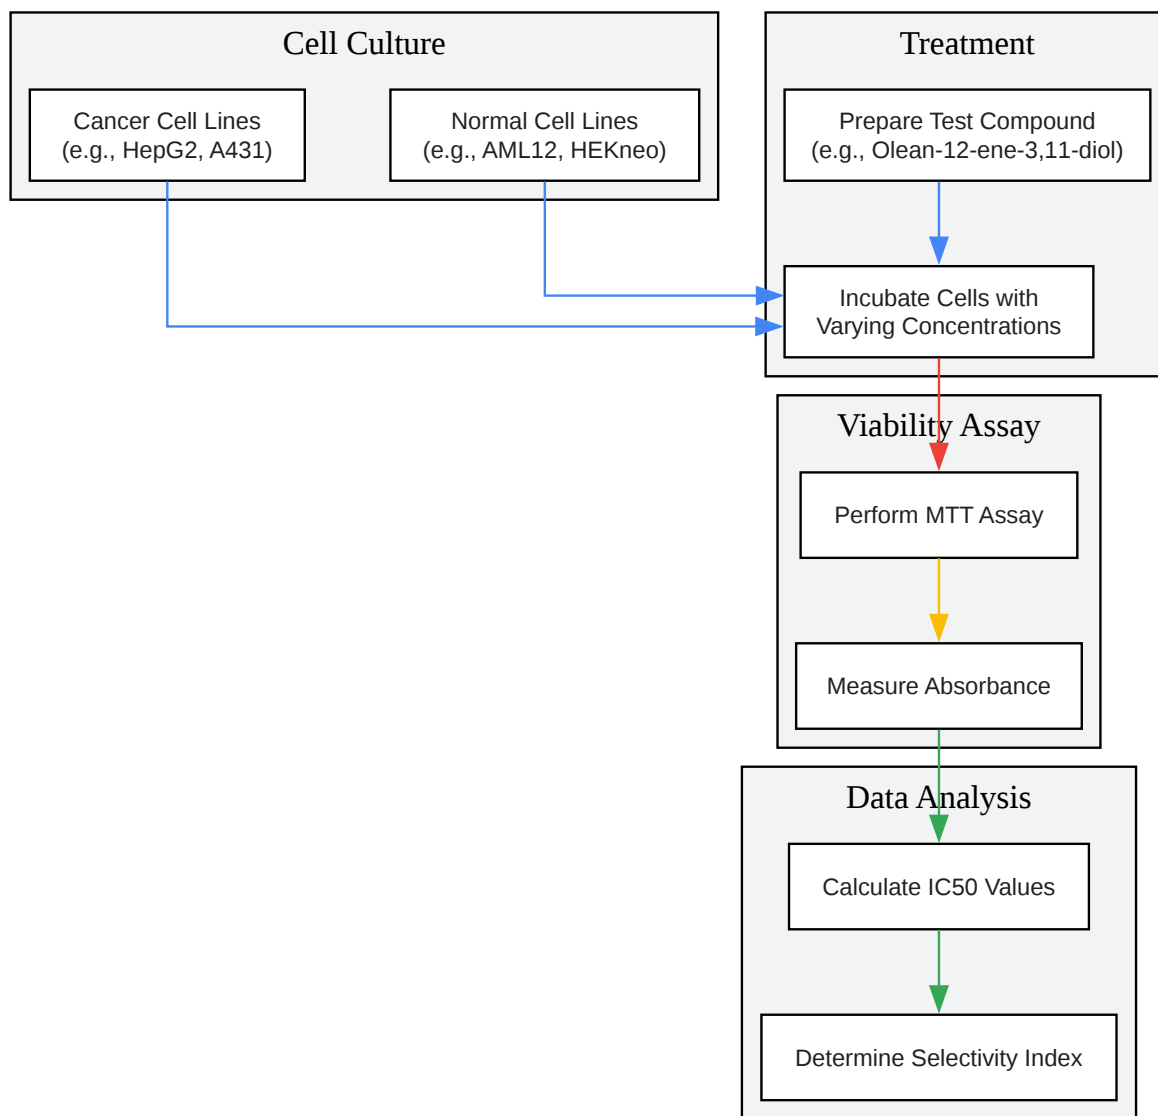 Cell Culture
Cancer Cell Lines
(e.g., HepG2, A431)
Normal Cell Lines
(e.g., AML12, HEKneo)
Treatment
Prepare Test Compound
(e.g., Olean-12-ene-3,11-diol)
Incubate Cells with
Varying Concentrations
Viability Assay
Perform MTT Assay
Measure Absorbance
Data Analysis
Calculate IC50 Values
Determine Selectivity Index